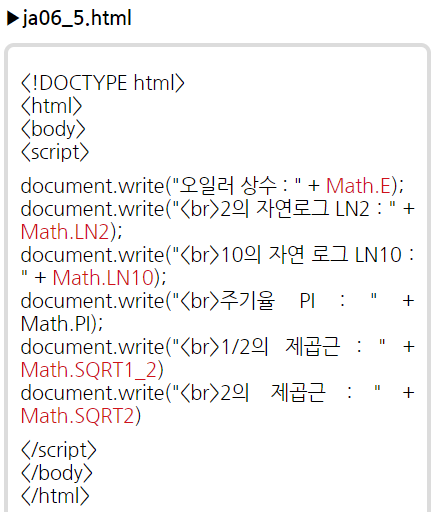 ▶ja06_5.html
<!DOCTYPE html>
<html>
<body>
<script>
document.write("오일러 상수 : " + Math.E);
document.write("<br>2의 자연로그 LN2 : " +
Math.LN2);
document.write("<br>10의 자연 로그 LN10 :
" + Math.LN10);
document.write("<br>주기율 PI : " +
Math.PI);
document.write("<br>1/2의 제곱근 : " +
Math.SQRT1_2)
document.write("<br>2의 제곱근 : " +
Math.SQRT2)
</script>
</body>
</html>